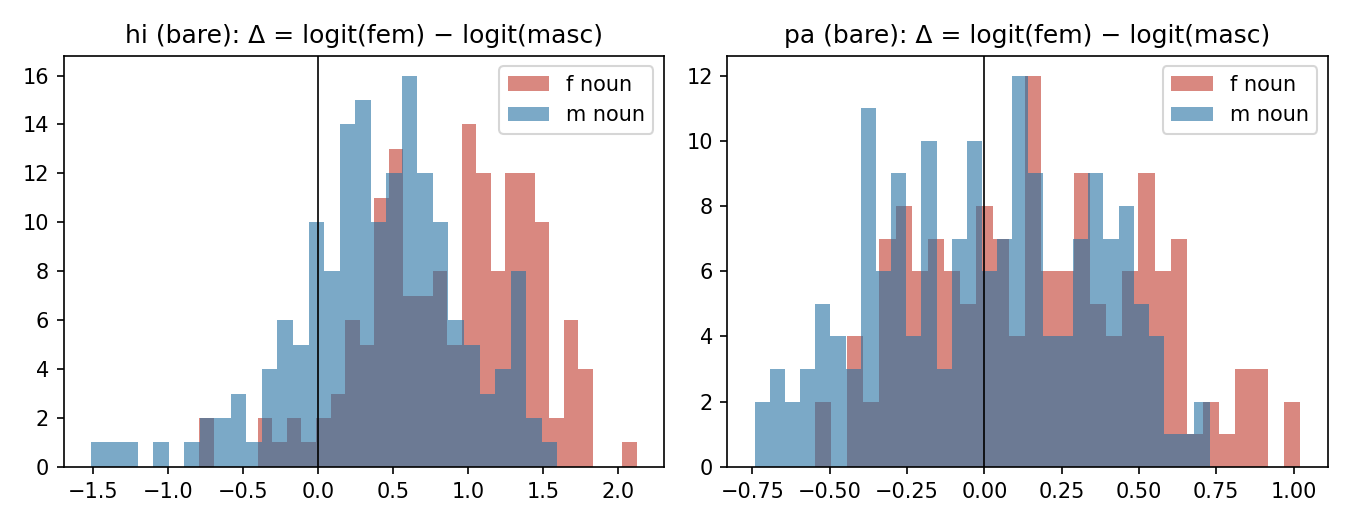 hi (bare): Δ = logit(fem) − logit(masc)
f noun
m noun
16
14
12
10
8
6
4
2
0
−1.5 −1.0 −0.5 0.0 0.5 1.0 1.5 2.0
pa (bare): Δ = logit(fem) − logit(masc)
f noun
m noun
12
10
8
6
4
2
0
−0.75 −0.50 −0.25 0.00 0.25 0.50 0.75 1.00